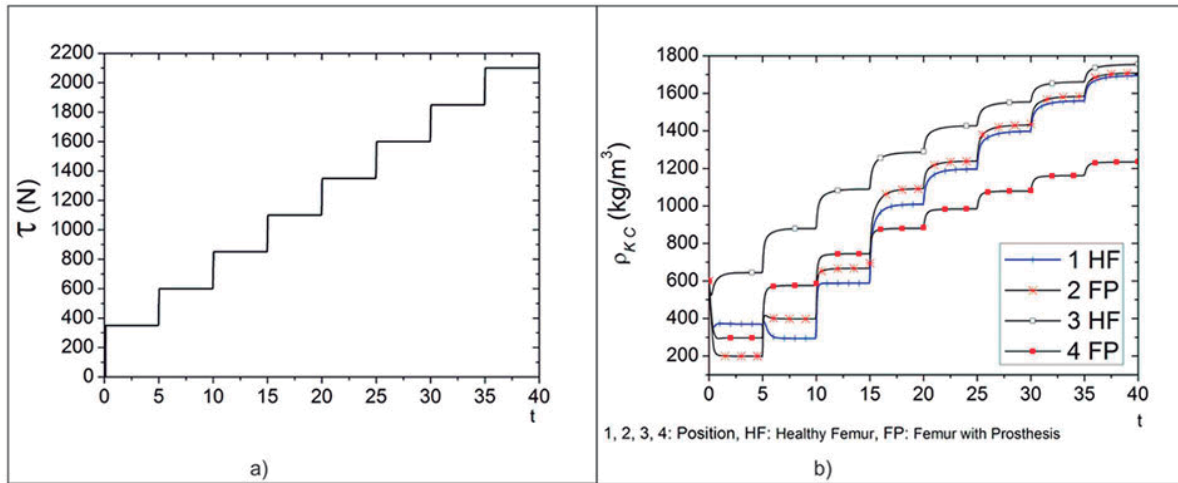 2200
2000
1800
1600
1400
1200
1000
800
600
400
200
0
τ (N)
0 5 10 15 20 25 30 35 40
t
a)
1800
1600
1400
1200
1000
800
600
400
200
ρKC (kg/m³)
1 HF
2 FP
3 HF
4 FP
0 5 10 15 20 25 30 35 40
t
1, 2, 3, 4: Position, HF: Healthy Femur, FP: Femur with Prosthesis
b)